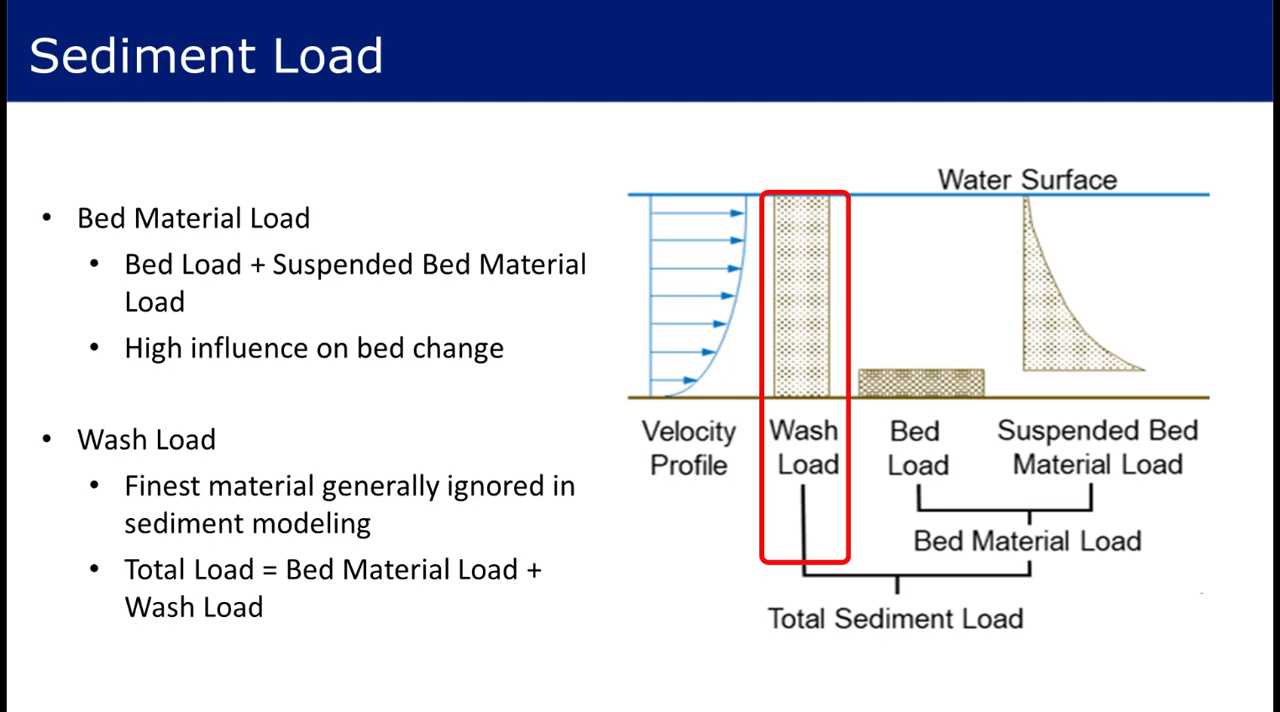 Sediment Load
• Bed Material Load
• Bed Load + Suspended Bed Material
Load
• High influence on bed change
• Wash Load
• Finest material generally ignored in
sediment modeling
• Total Load = Bed Material Load +
Wash Load
Water Surface
Velocity
Profile
Wash
Load
Bed
Load
Suspended Bed
Material Load
Bed Material Load
Total Sediment Load